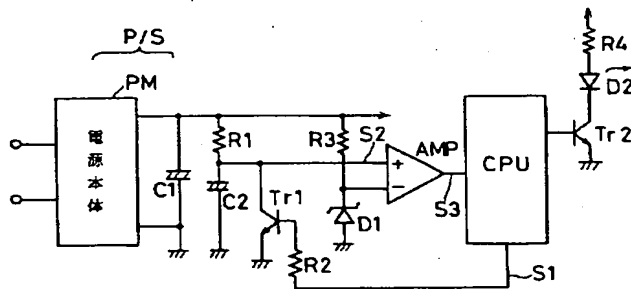 P/S
PM
電源本体
C1
R1
C2
Tr1
R2
R3
S2
D1
AMP
+
−
S3
CPU
S1
R4
D2
Tr2